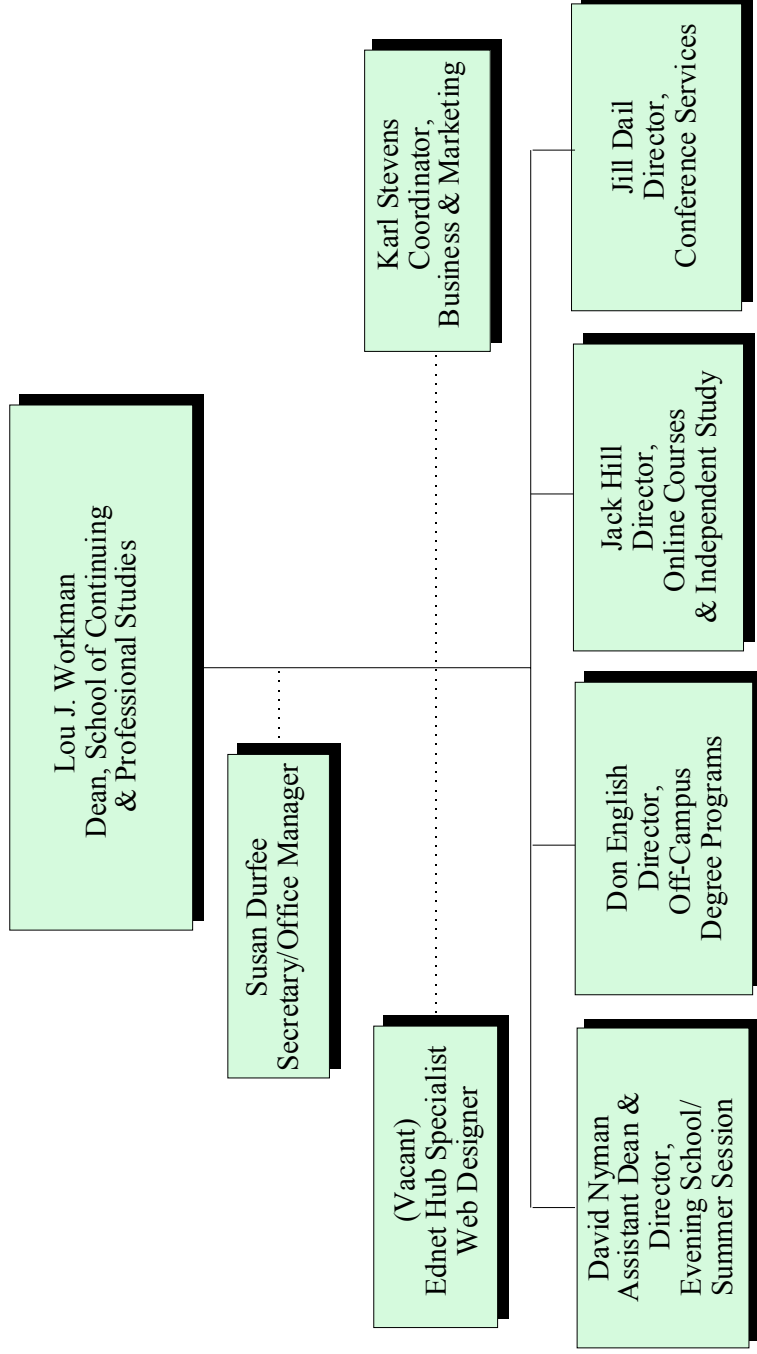 Lou J. Workman
Dean, School of Continuing
& Professional Studies
Susan Durfee
Secretary/Office Manager
(Vacant)
Ednet Hub Specialist
Web Designer
Karl Stevens
Coordinator,
Business & Marketing
David Nyman
Assistant Dean &
Director,
Evening School/
Summer Session
Don English
Director,
Off-Campus
Degree Programs
Jack Hill
Director,
Online Courses
& Independent Study
Jill Dail
Director,
Conference Services